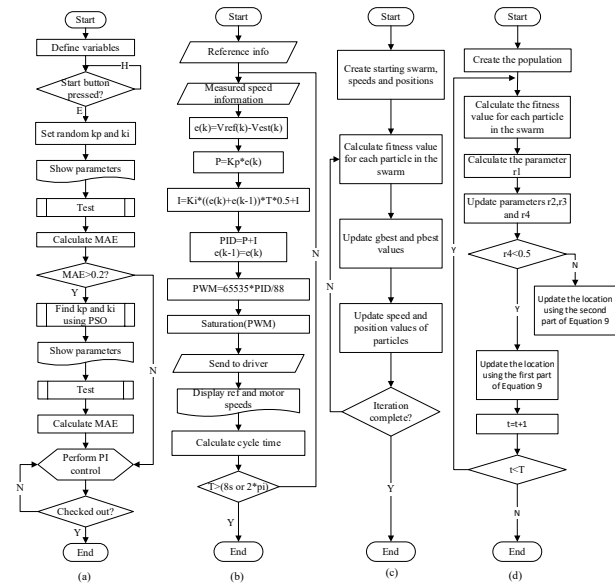 Start
Define variables
H
Start button
pressed?
E
Set random kp and ki
Show parameters
Test
Calculate MAE
MAE>0.2?
Y
N
Find kp and ki
using PSO
Show parameters
Test
Calculate MAE
Perform PI
control
N
Checked out?
Y
End
(a)
Start
Reference info
Measured speed
information
e(k)=Vref(k)-Vest(k)
P=Kp*e(k)
I=Ki*((e(k)+e(k-1))*T*0.5+I
PID=P+I
e(k-1)=e(k)
N
PWM=65535*PID/88
Saturation(PWM)
Send to driver
Display ref and motor
speeds
Calculate cycle time
T>(8s or 2*pi)
Y
End
(b)
Start
Create starting swarm,
speeds and positions
Calculate fitness value
for each particle in the
swarm
Update gbest and pbest
values
N
Update speed and
position values of
particles
Iteration
complete?
Y
End
(c)
Start
Create the population
Calculate the fitness
value for each particle
in the swarm
Calculate the parameter
r1
Update parameters r2,r3
and r4
Y
r4<0.5
N
Update the location
using the second
part of Equation 9
Y
Update the location
using the first part
of Equation 9
t=t+1
t<T
N
End
(d)